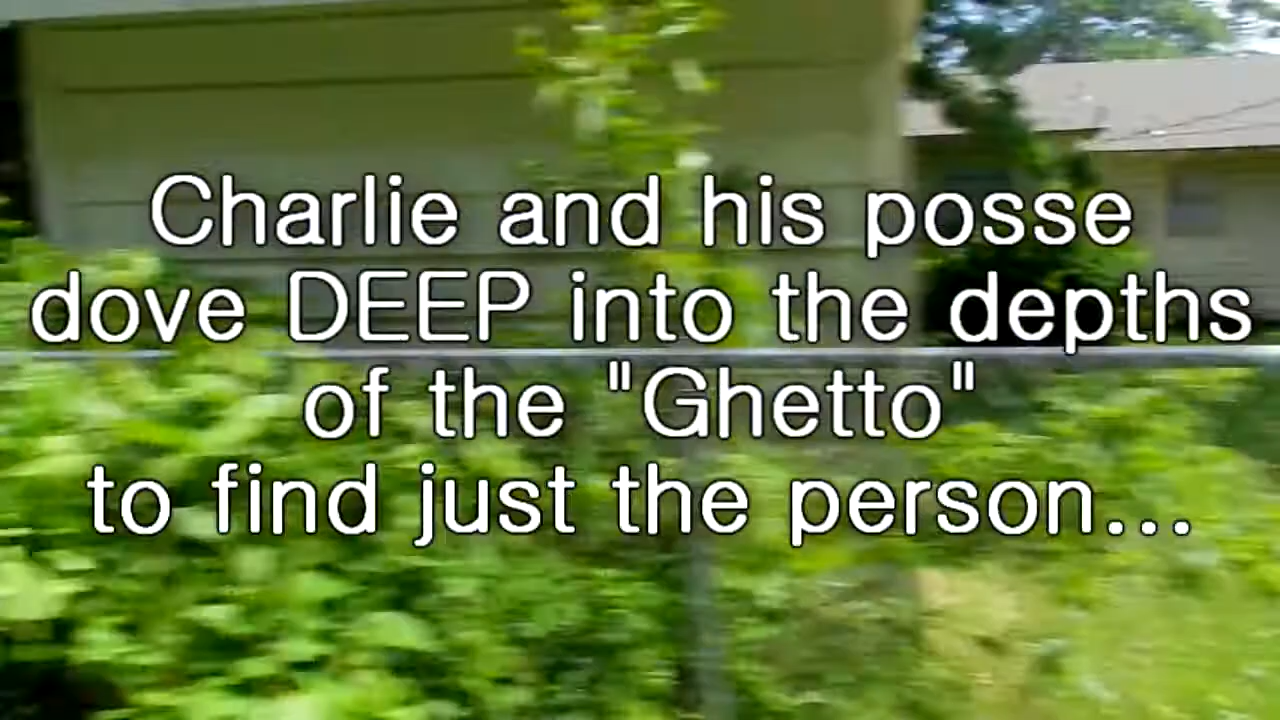 Charlie and his posse
dove DEEP into the depths
of the "Ghetto"
to find just the person...